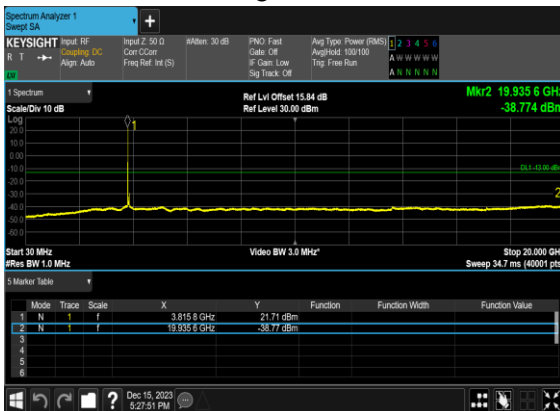 Spectrum Analyzer 1
Swept SA
KEYSIGHT
R T
LV
Input: RF
Coupling: DC
Align: Auto
Input Z: 50 Ω
Corr CCorr
Freq Ref: Int (S)
#Atten: 30 dB
PNO: Fast
Gate: Off
IF Gain: Low
Sig Track: Off
Avg Type: Power (RMS)
Avg|Hold: 100/100
Trig: Free Run
1 2 3 4 5 6
A W W W W W
A N N N N N
1 Spectrum
Scale/Div 10 dB
Ref Lvl Offset 15.84 dB
Ref Level 30.00 dBm
Mkr2 19.935 6 GHz
-38.774 dBm
Log
20.0
10.0
0.00
-10.0
-20.0
-30.0
-40.0
-50.0
-60.0
1
DL1 -13.00 dBm
2
Start 30 MHz
#Res BW 1.0 MHz
Video BW 3.0 MHz*
Stop 20.000 GH
Sweep 34.7 ms (40001 pts
5 Marker Table
Mode Trace Scale X Y Function Function Width Function Value
1 N 1 f 3.815 8 GHz 21.71 dBm
2 N 1 f 19.935 6 GHz -38.77 dBm
3
4
5
6
?
Dec 15, 2023
5:27:51 PM